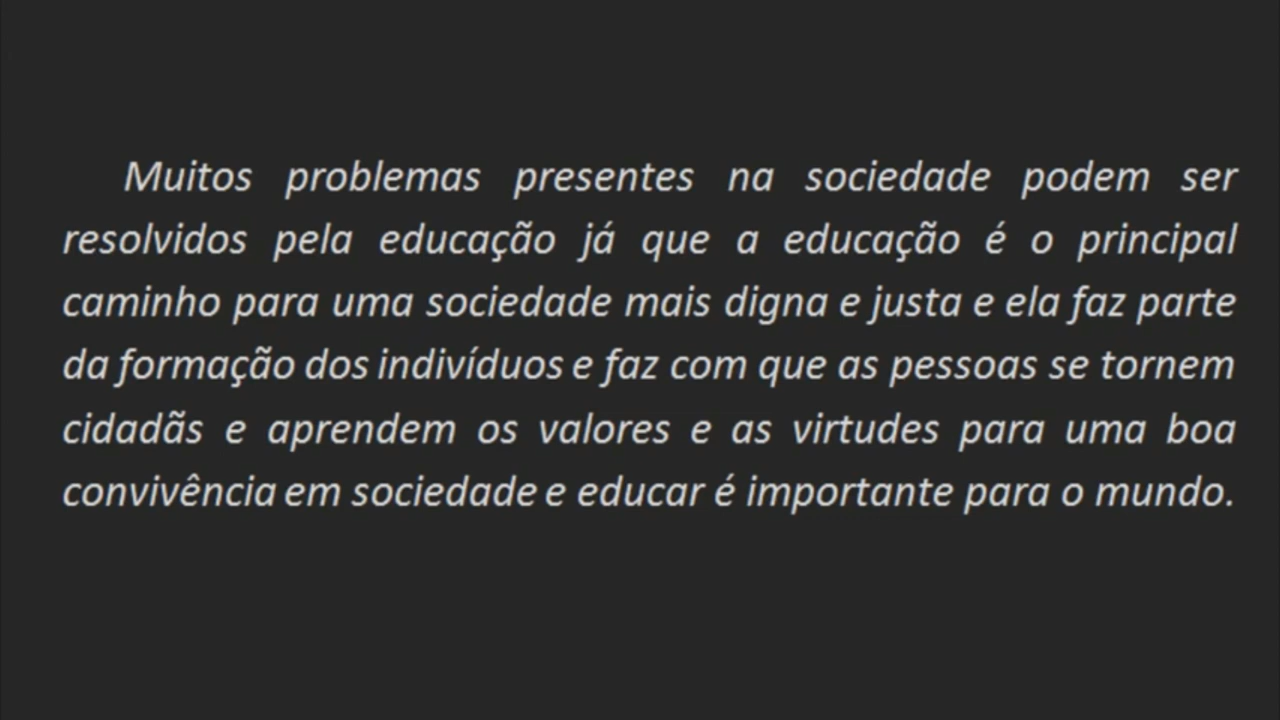 Muitos problemas presentes na sociedade podem ser
resolvidos pela educação já que a educação é o principal
caminho para uma sociedade mais digna e justa e ela faz parte
da formação dos indivíduos e faz com que as pessoas se tornem
cidadãs e aprendem os valores e as virtudes para uma boa
convivência em sociedade e educar é importante para o mundo.